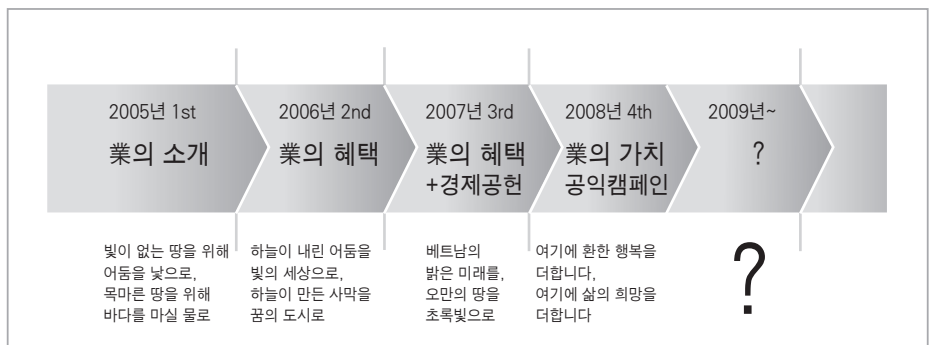 2005년 1st
業의 소개
2006년 2nd
業의 혜택
2007년 3rd
業의 혜택
+경제공헌
2008년 4th
業의 가치
공익캠페인
2009년~
?
빛이 없는 땅을 위해
어둠을 낮으로,
목마른 땅을 위해
바다를 마실 물로
하늘이 내린 어둠을
빛의 세상으로,
하늘이 만든 사막을
꿈의 도시로
베트남의
밝은 미래를,
오만의 땅을
초록빛으로
여기에 환한 행복을
더합니다,
여기에 삶의 희망을
더합니다
?